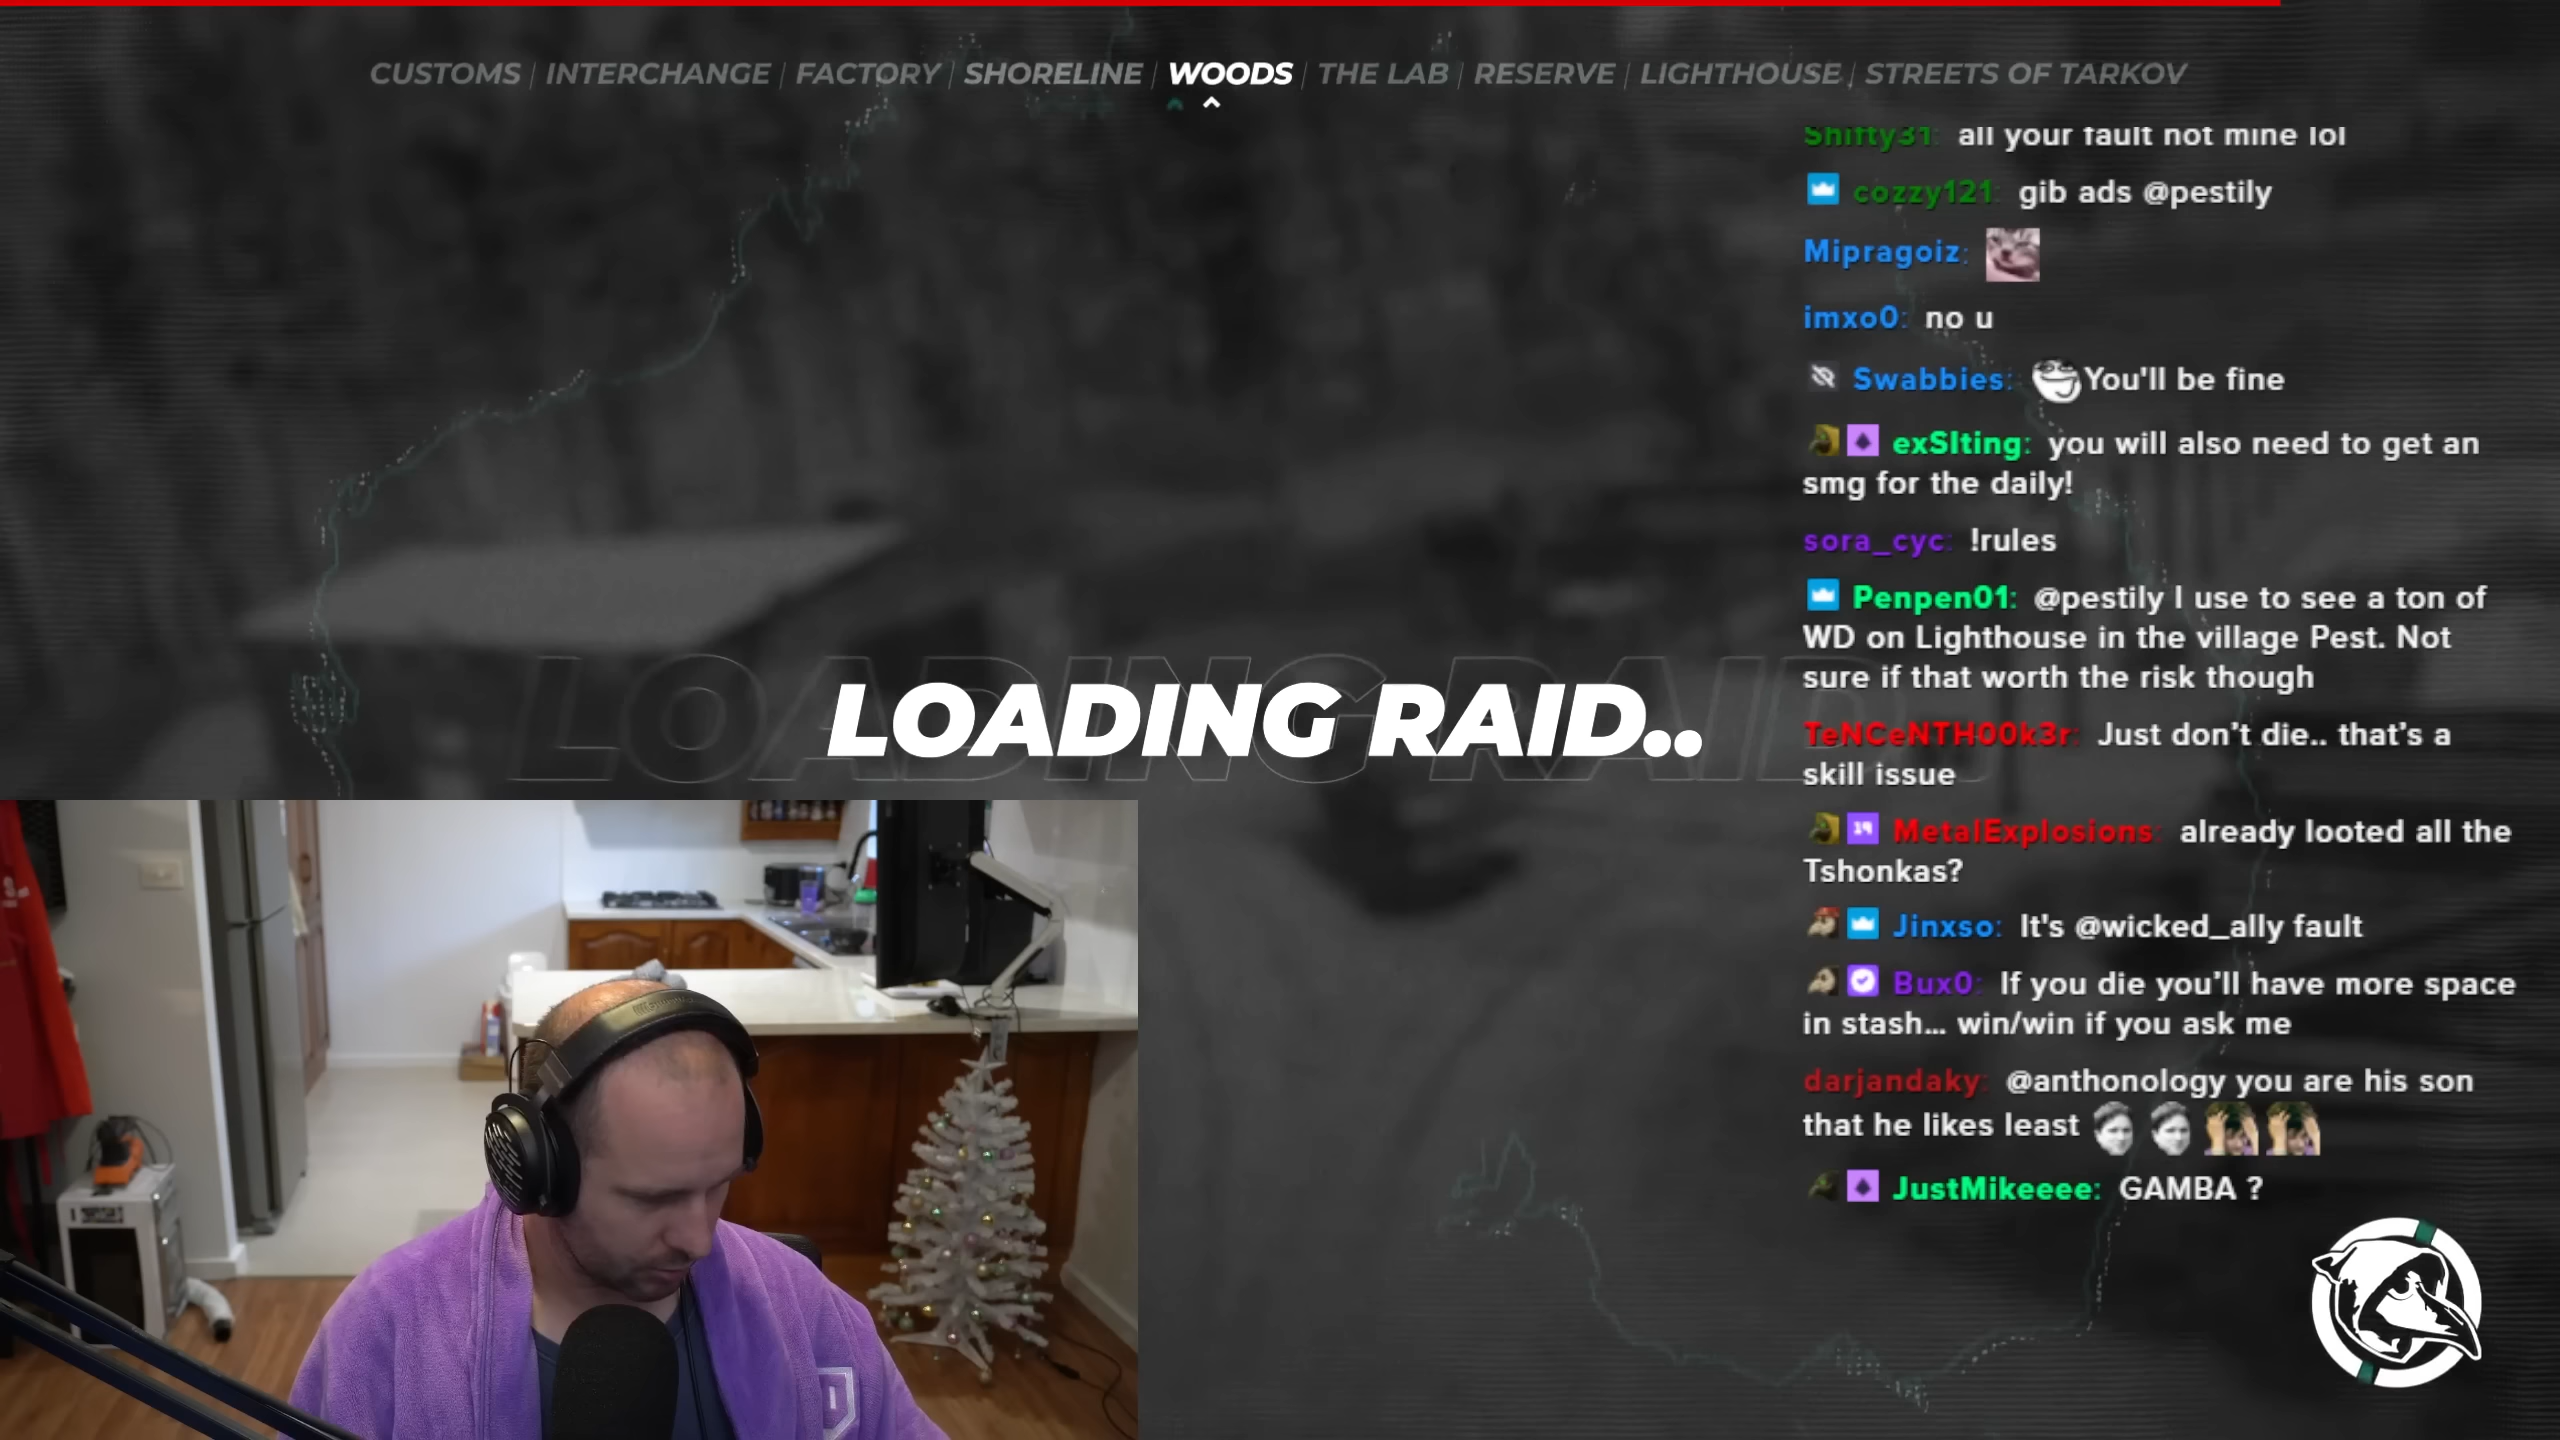 CUSTOMS | INTERCHANGE | FACTORY | SHORELINE | WOODS | THE LAB | RESERVE | LIGHTHOUSE | STREETS OF TARKOV
Shifty31: all your fault not mine lol
cozzy121: gib ads @pestily
Mipragoiz:
imxo0: no u
Swabbies: You'll be fine
exSIting: you will also need to get an
smg for the daily!
sora_cyc: !rules
Penpen01: @pestily I use to see a ton of
WD on Lighthouse in the village Pest. Not
sure if that worth the risk though
LOADING RAID
LOADING RAID..
TeNCeNTH00k3r: Just don't die.. that's a
skill issue
MetalExplosions: already looted all the
Tshonkas?
Jinxso: It's @wicked_ally fault
Bux0: If you die you'll have more space
in stash... win/win if you ask me
darjandaky: @anthonology you are his son
that he likes least
JustMikeeee: GAMBA ?